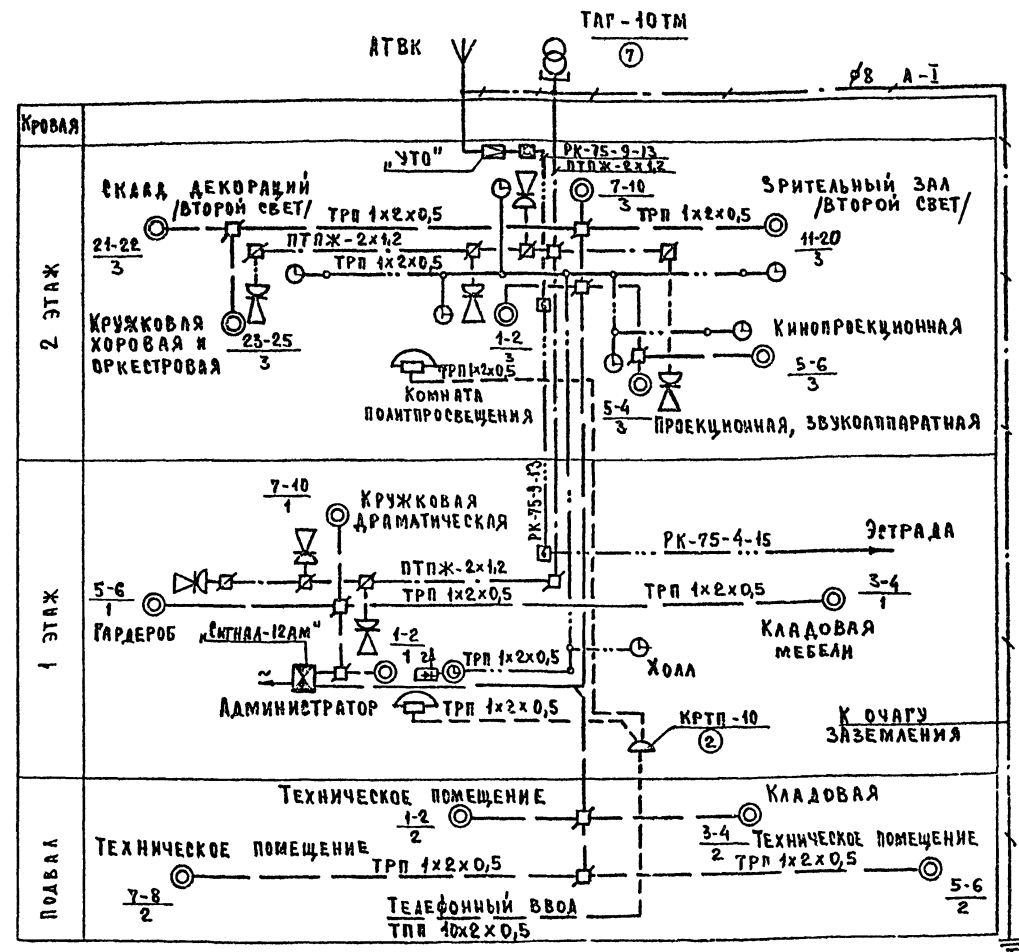 ТАГ-10ТМ
7
АТВК
ø8 А-I
КРОВЛЯ
„УТО"
РК-75-9-13
ПТПЖ-2х1,2
7-10
3
СКЛАД ДЕКОРАЦИЙ
/ВТОРОЙ СВЕТ/
ТРП 1х2х0,5
ТРП 1х2х0,5
ЗРИТЕЛЬНЫЙ ЗАЛ
/ВТОРОЙ СВЕТ/
21-22
3
ПТПЖ-2х1,2
ТРП 1х2х0,5
11-20
3
2 ЭТАЖ
КРУЖКОВАЯ
ХОРОВАЯ И
ОРКЕСТРОВАЯ
23-25
3
1-2
3
КИНОПРОЕКЦИОННАЯ
5-6
3
ТРП 1х2х0,5
КОМНАТА
ПОЛИТПРОСВЕЩЕНИЯ
5-4
3
ПРОЕКЦИОННАЯ, ЗВУКОАППАРАТНАЯ
7-10
1
КРУЖКОВАЯ
ДРАМАТИЧЕСКАЯ
РК-75-9-13
РК-75-4-15
ЭСТРАДА
ПТПЖ-2х1,2
5-6
1
ТРП 1х2х0,5
ТРП 1х2х0,5
3-4
1
1 ЭТАЖ
ГАРДЕРОБ
„СИГНАЛ-12АМ"
1-2
1
КЛАДОВАЯ
МЕБЕЛИ
ТРП 1х2х0,5
ХОЛЛ
~
АДМИНИСТРАТОР
ТРП 1х2х0,5
КРТП-10
2
К ОЧАГУ
ЗАЗЕМЛЕНИЯ
ТЕХНИЧЕСКОЕ ПОМЕЩЕНИЕ
1-2
2
КЛАДОВАЯ
3-4
2
ПОДВАЛ
ТЕХНИЧЕСКОЕ ПОМЕЩЕНИЕ
ТРП 1х2х0,5
ТЕХНИЧЕСКОЕ ПОМЕЩЕНИЕ
ТРП 1х2х0,5
7-8
2
5-6
2
ТЕЛЕФОННЫЙ ВВОД
ТПП 10х2х0,5